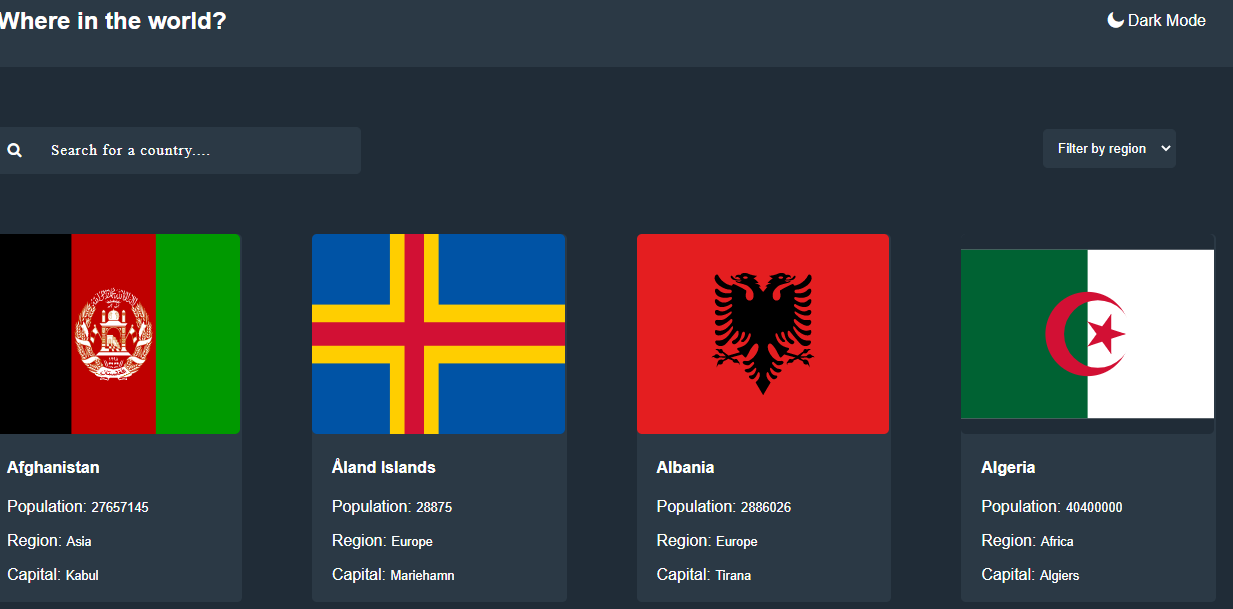 Where in the world?
Dark Mode
Search for a country....
Filter by region
Afghanistan
Population: 27657145
Region: Asia
Capital: Kabul
Åland Islands
Population: 28875
Region: Europe
Capital: Mariehamn
Albania
Population: 2886026
Region: Europe
Capital: Tirana
Algeria
Population: 40400000
Region: Africa
Capital: Algiers